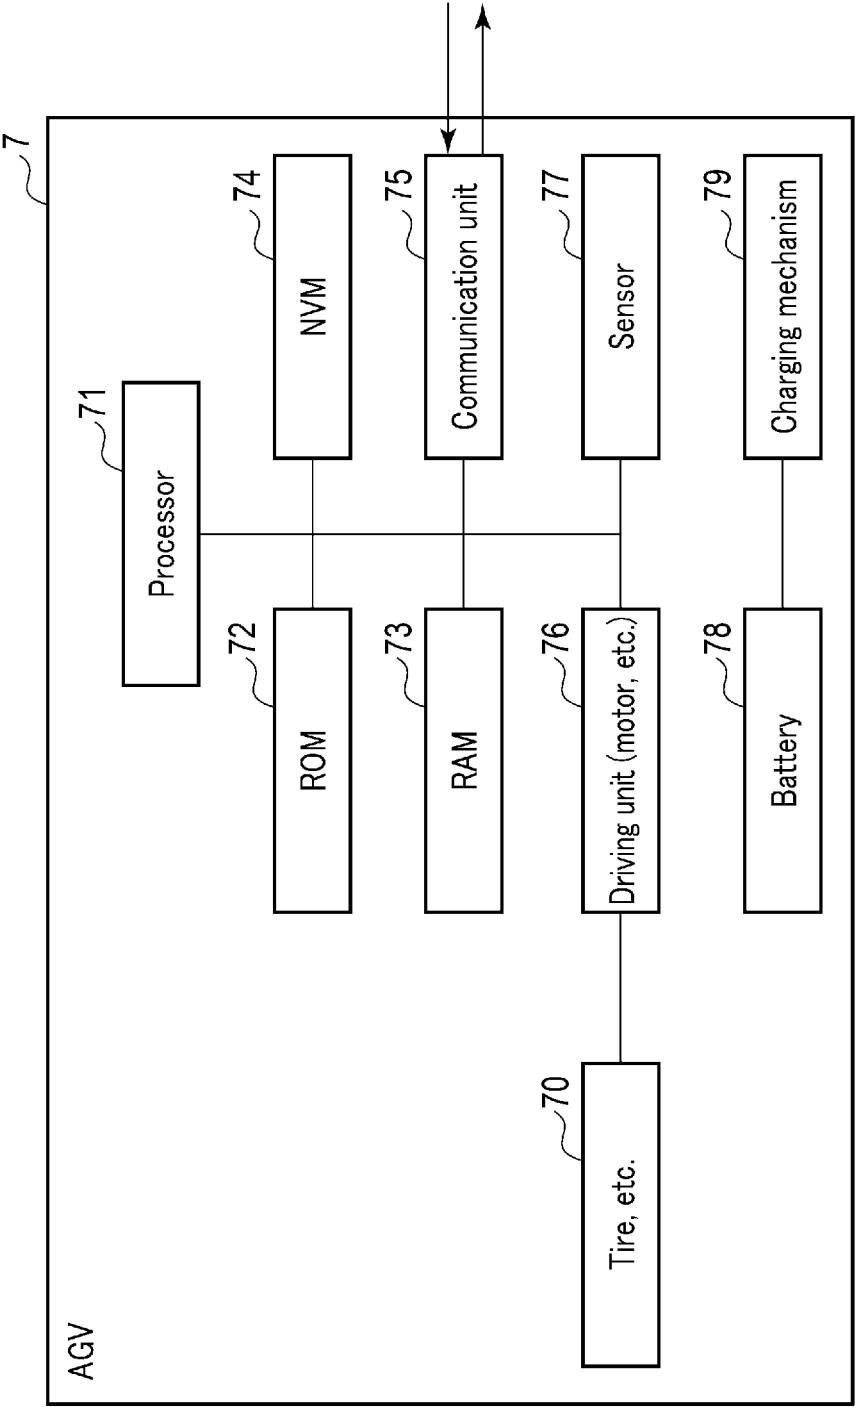 AGV
7
71
Processor
72
ROM
74
NVM
73
RAM
75
Communication unit
70
Tire, etc.
76
Driving unit (motor, etc.)
77
Sensor
78
Battery
79
Charging mechanism